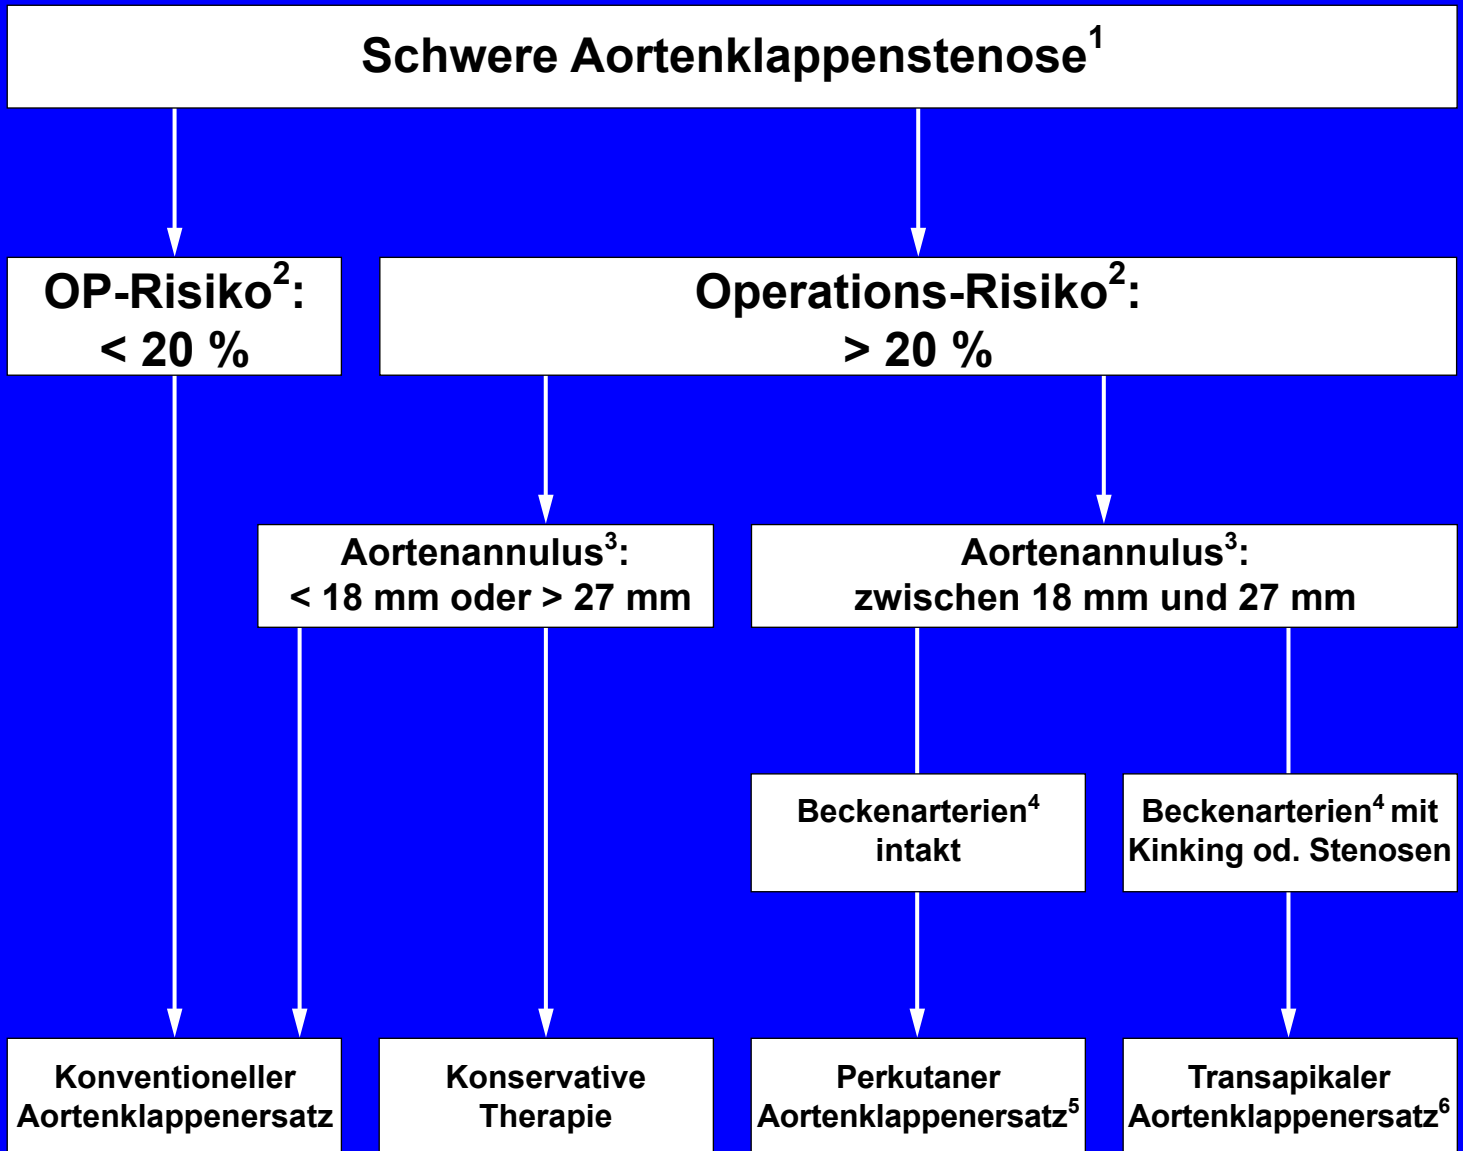 Schwere Aortenklappenstenose¹
OP-Risiko²:
< 20 %
Operations-Risiko²:
> 20 %
Aortenannulus³:
< 18 mm oder > 27 mm
Aortenannulus³:
zwischen 18 mm und 27 mm
Beckenarterien⁴
intakt
Beckenarterien⁴ mit
Kinking od. Stenosen
Konventioneller
Aortenklappenersatz
Konservative
Therapie
Perkutaner
Aortenklappenersatz⁵
Transapikaler
Aortenklappenersatz⁶